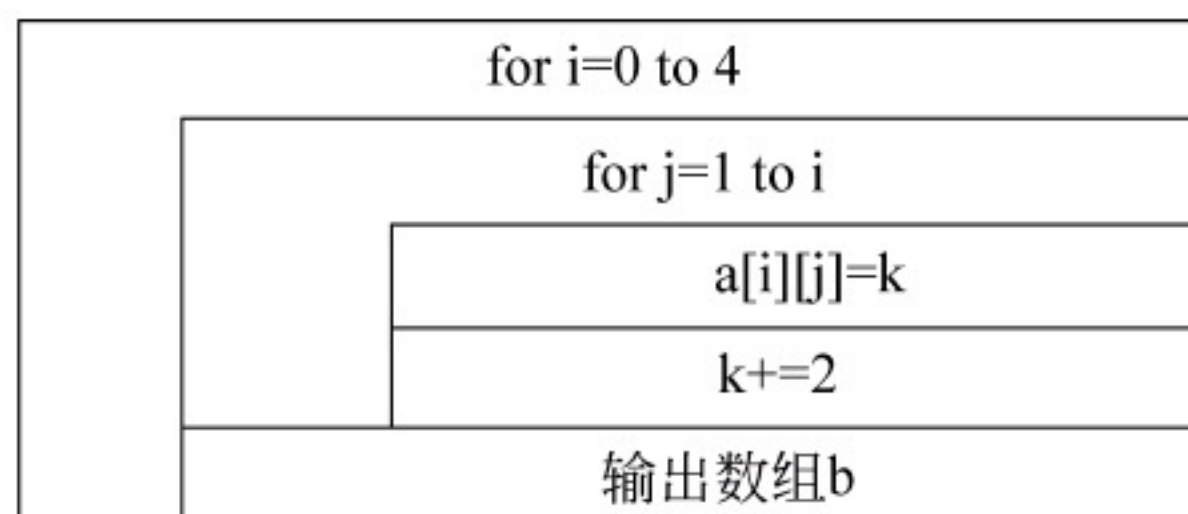 for i=0 to 4
for j=1 to i
a[i][j]=k
k+=2
输出数组b